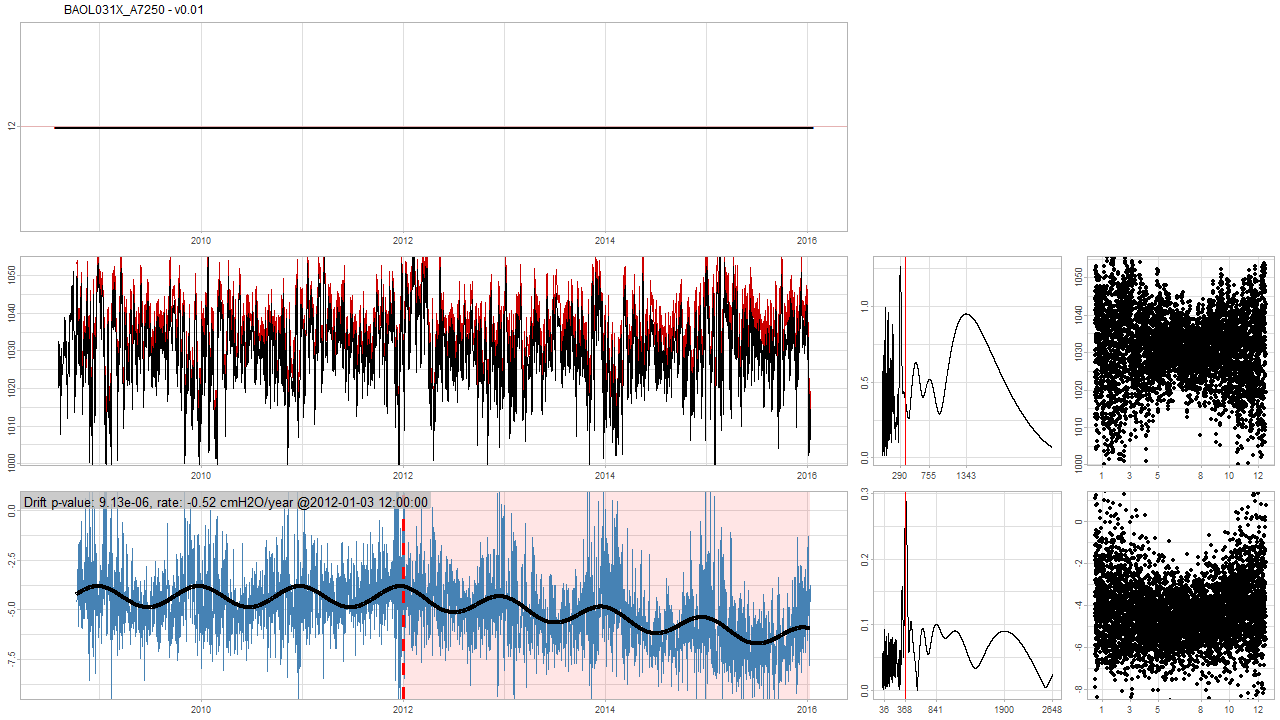 BAOL031X_A7250 - v0.01
12
2010 2012 2014 2016
1000 1010 1020 1030 1040 1050
2010 2012 2014 2016
0.0 0.5 1.0
290 755 1343
1000 1010 1020 1030 1040 1050
1 3 5 8 10 12
Drift p-value: 9.13e-06, rate: -0.52 cmH2O/year @2012-01-03 12:00:00
-7.5 -5.0 -2.5 0.0
2010 2012 2014 2016
0.0 0.1 0.2 0.3
36 368 841 1900 2648
-8 -6 -4 -2 0
1 3 5 8 10 12